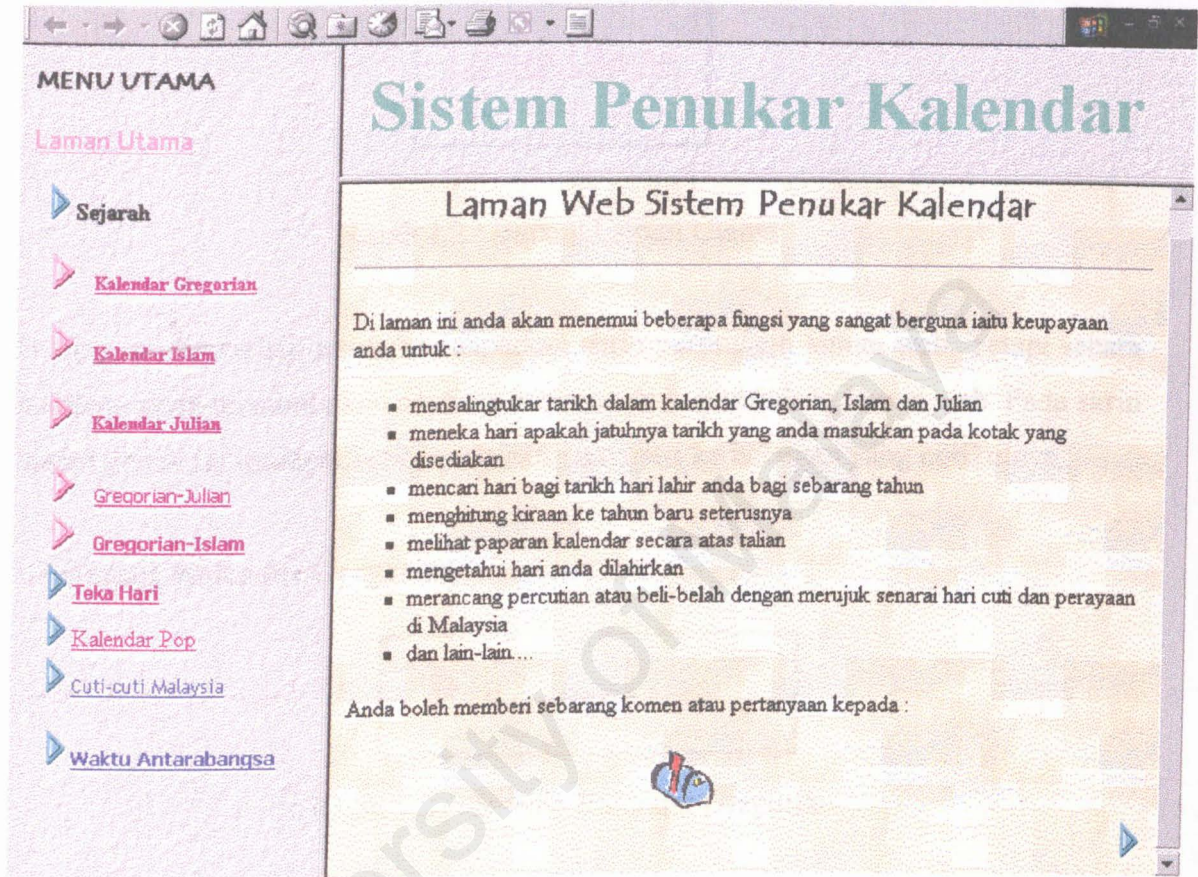 MENU UTAMA
Laman Utama
Sejarah
Kalendar Gregorian
Kalendar Islam
Kalendar Julian
Gregorian-Julian
Gregorian-Islam
Teka Hari
Kalendar Pop
Cuti-cuti Malaysia
Waktu Antarabangsa
Sistem Penukar Kalendar
Laman Web Sistem Penukar Kalendar
Di laman ini anda akan menemui beberapa fungsi yang sangat berguna iaitu keupayaan
anda untuk :
mensalingtukar tarikh dalam kalendar Gregorian, Islam dan Julian
meneka hari apakah jatuhnya tarikh yang anda masukkan pada kotak yang
disediakan
mencari hari bagi tarikh hari lahir anda bagi sebarang tahun
menghitung kiraan ke tahun baru seterusnya
melihat paparan kalendar secara atas talian
mengetahui hari anda dilahirkan
merancang percutian atau beli-belah dengan merujuk senarai hari cuti dan perayaan
di Malaysia
dan lain-lain....
Anda boleh memberi sebarang komen atau pertanyaan kepada :
ersity of Malaya